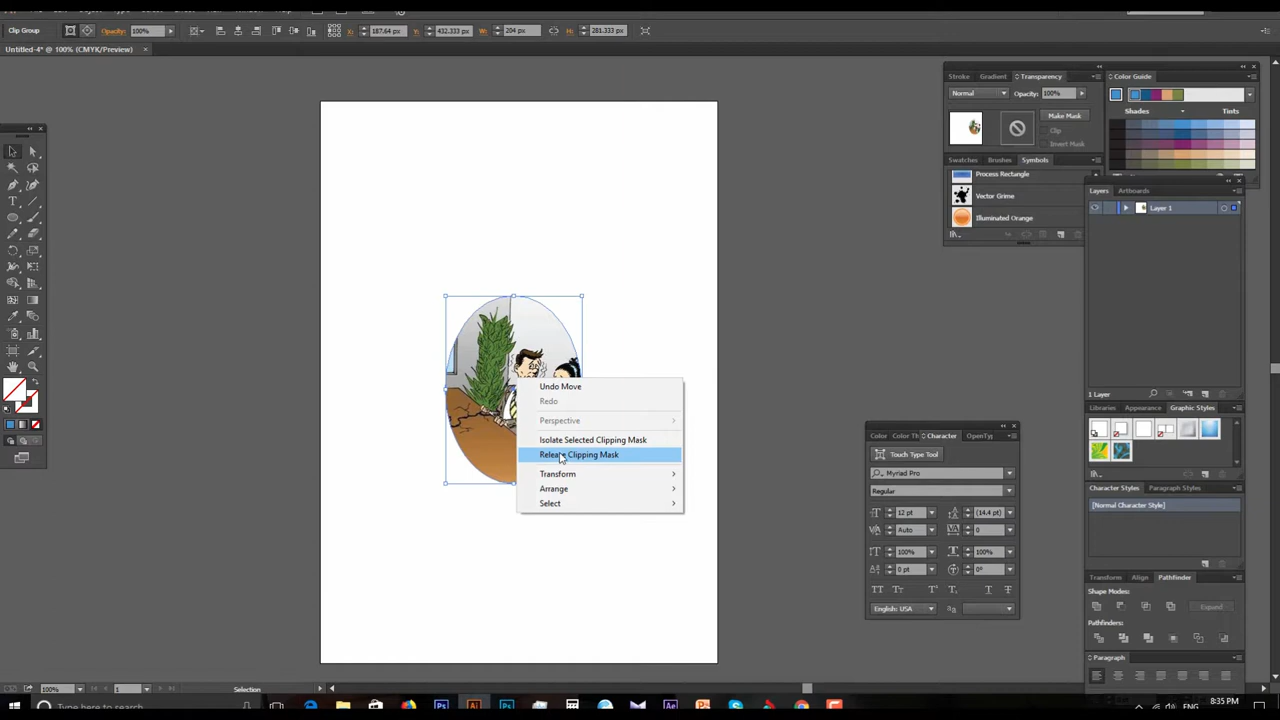 Clip Group
Opacity: 100%
X: 187.64 px
Y: 432.333 px
W: 204 px
H: 281.333 px
Untitled-4* @ 100% (CMYK/Preview)
Stroke Gradient Transparency
Color Guide
Normal
Opacity: 100%
Make Mask
Shades
Tints
Clip
Invert Mask
Swatches Brushes Symbols
Process Rectangle
Vector Grime
Illuminated Orange
Layers Artboards
Layer 1
Undo Move
Redo
Perspective
Isolate Selected Clipping Mask
Release Clipping Mask
Transform
Arrange
Select
1 Layer
Libraries Appearance Graphic Styles
Color Color Th Character OpenTyp
Touch Type Tool
Myriad Pro
Regular
12 pt
(14.4 pt)
Auto
0
100%
100%
0 pt
0°
English: USA
Character Styles Paragraph Styles
[Normal Character Style]
Transform Align Pathfinder
Shape Modes:
Expand
Pathfinders:
Paragraph
100%
1
Selection
Type here to search
ENG
8:35 PM